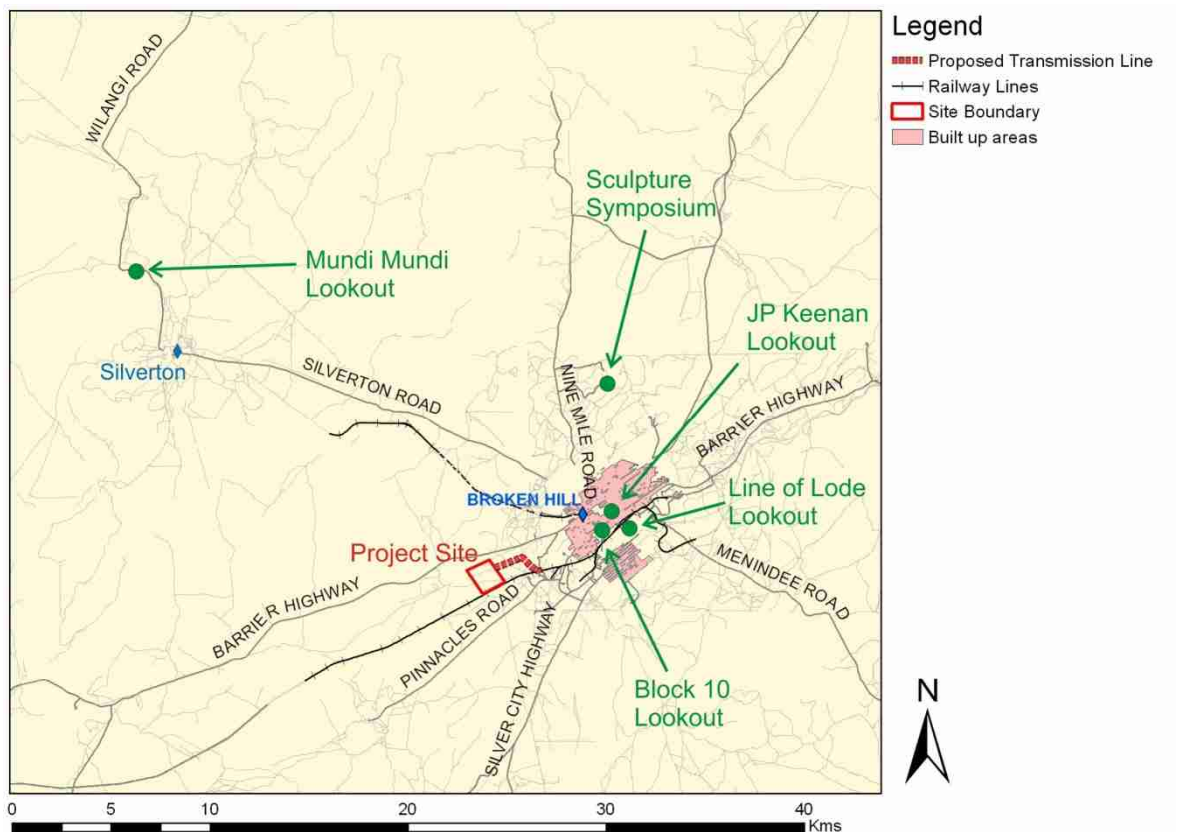 Legend
Proposed Transmission Line
Railway Lines
Site Boundary
Built up areas
WILANGI ROAD
Sculpture
Symposium
Mundi Mundi
Lookout
JP Keenan
Lookout
Silverton
SILVERTON ROAD
NINE MILE ROAD
BARRIER HIGHWAY
BROKEN HILL
Line of Lode
Lookout
Project Site
MENINDEE ROAD
BARRIER HIGHWAY
PINNACLES ROAD
SILVER CITY HIGHWAY
Block 10
Lookout
N
0 5 10 20 30 40
Kms